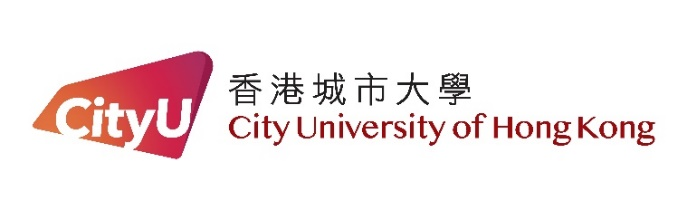 CityU
香港城市大學
City University of Hong Kong